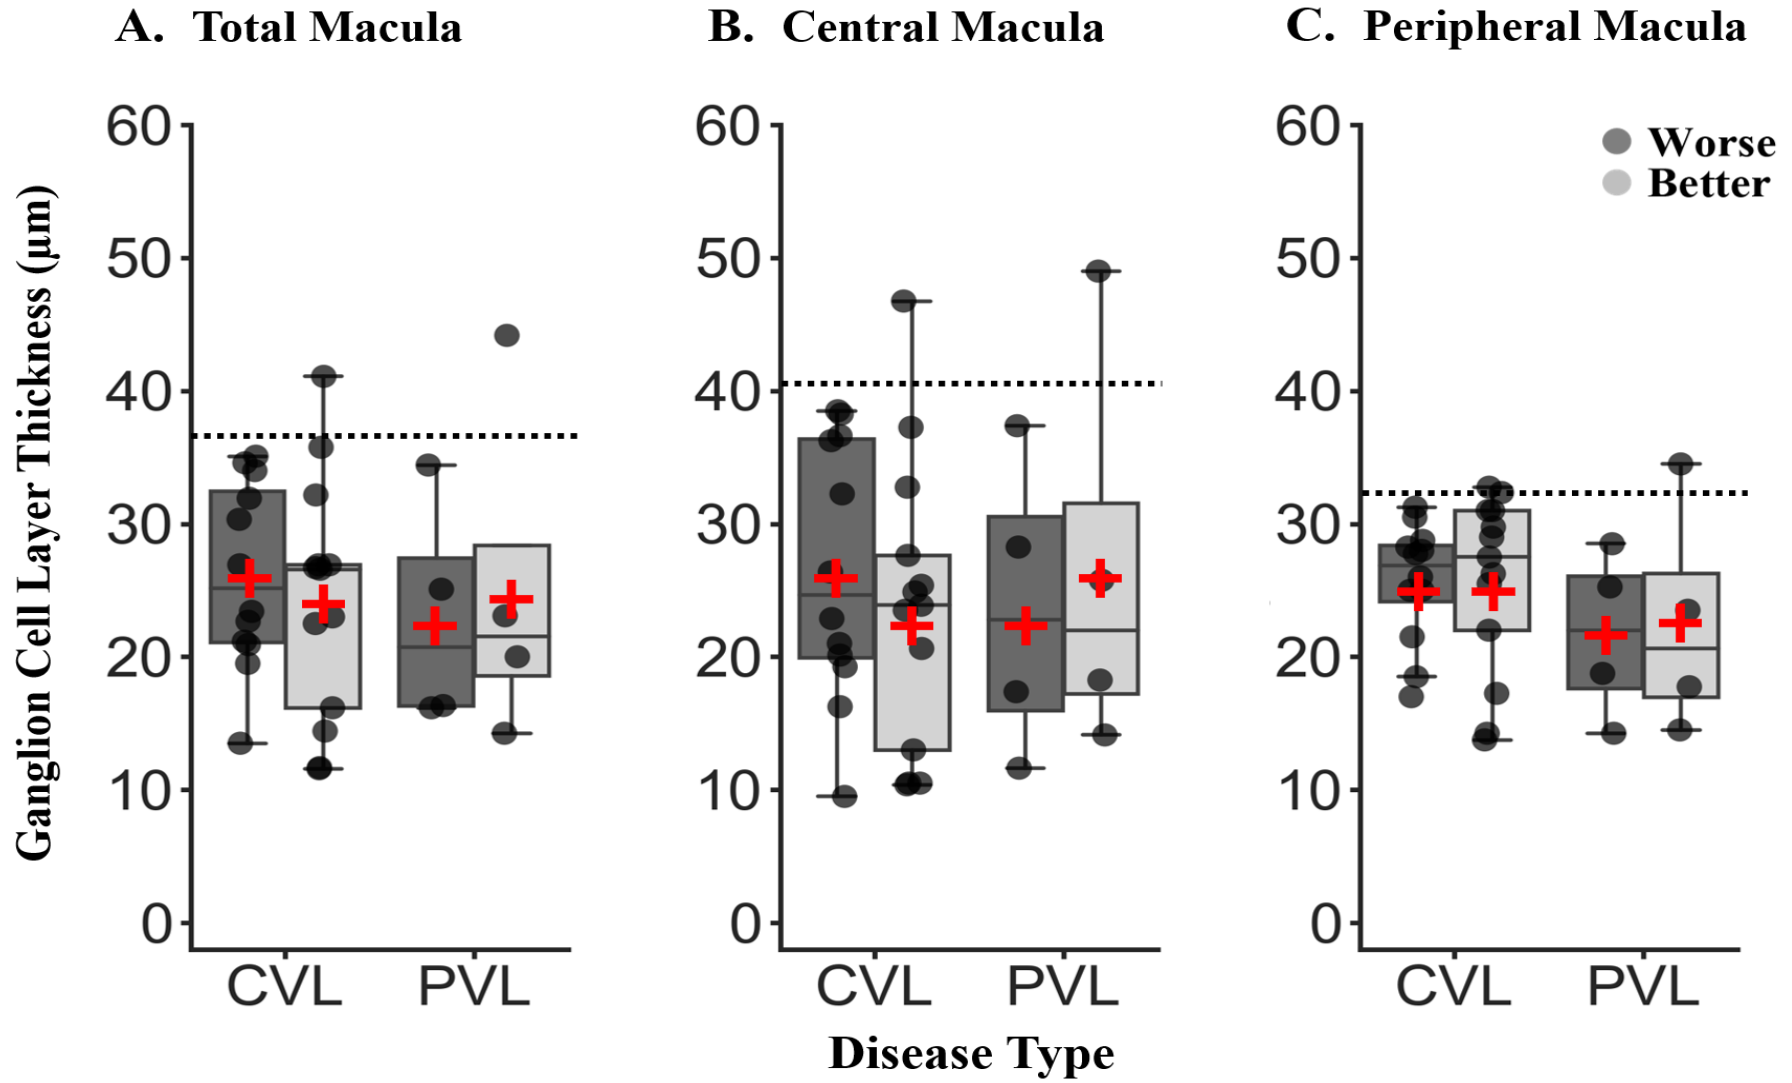 A. Total Macula
B. Central Macula
C. Peripheral Macula
Ganglion Cell Layer Thickness (μm)
60
50
40
30
20
10
0
CVL
PVL
60
50
40
30
20
10
0
CVL
PVL
60
50
40
30
20
10
0
CVL
PVL
Worse
Better
Disease Type